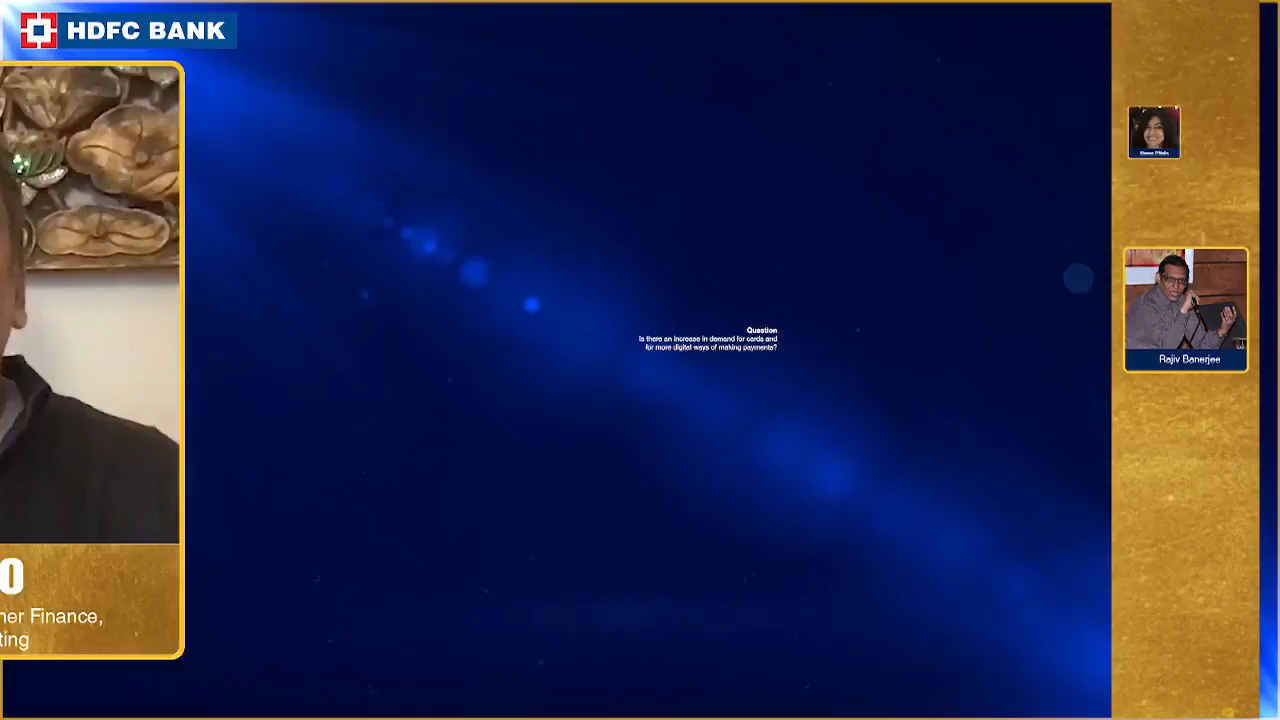 HDFC BANK
Question
Is there an increase in demand for cards and
for more digital ways of making payments?
Rajiv Banerjee
0
ner Finance,
ting